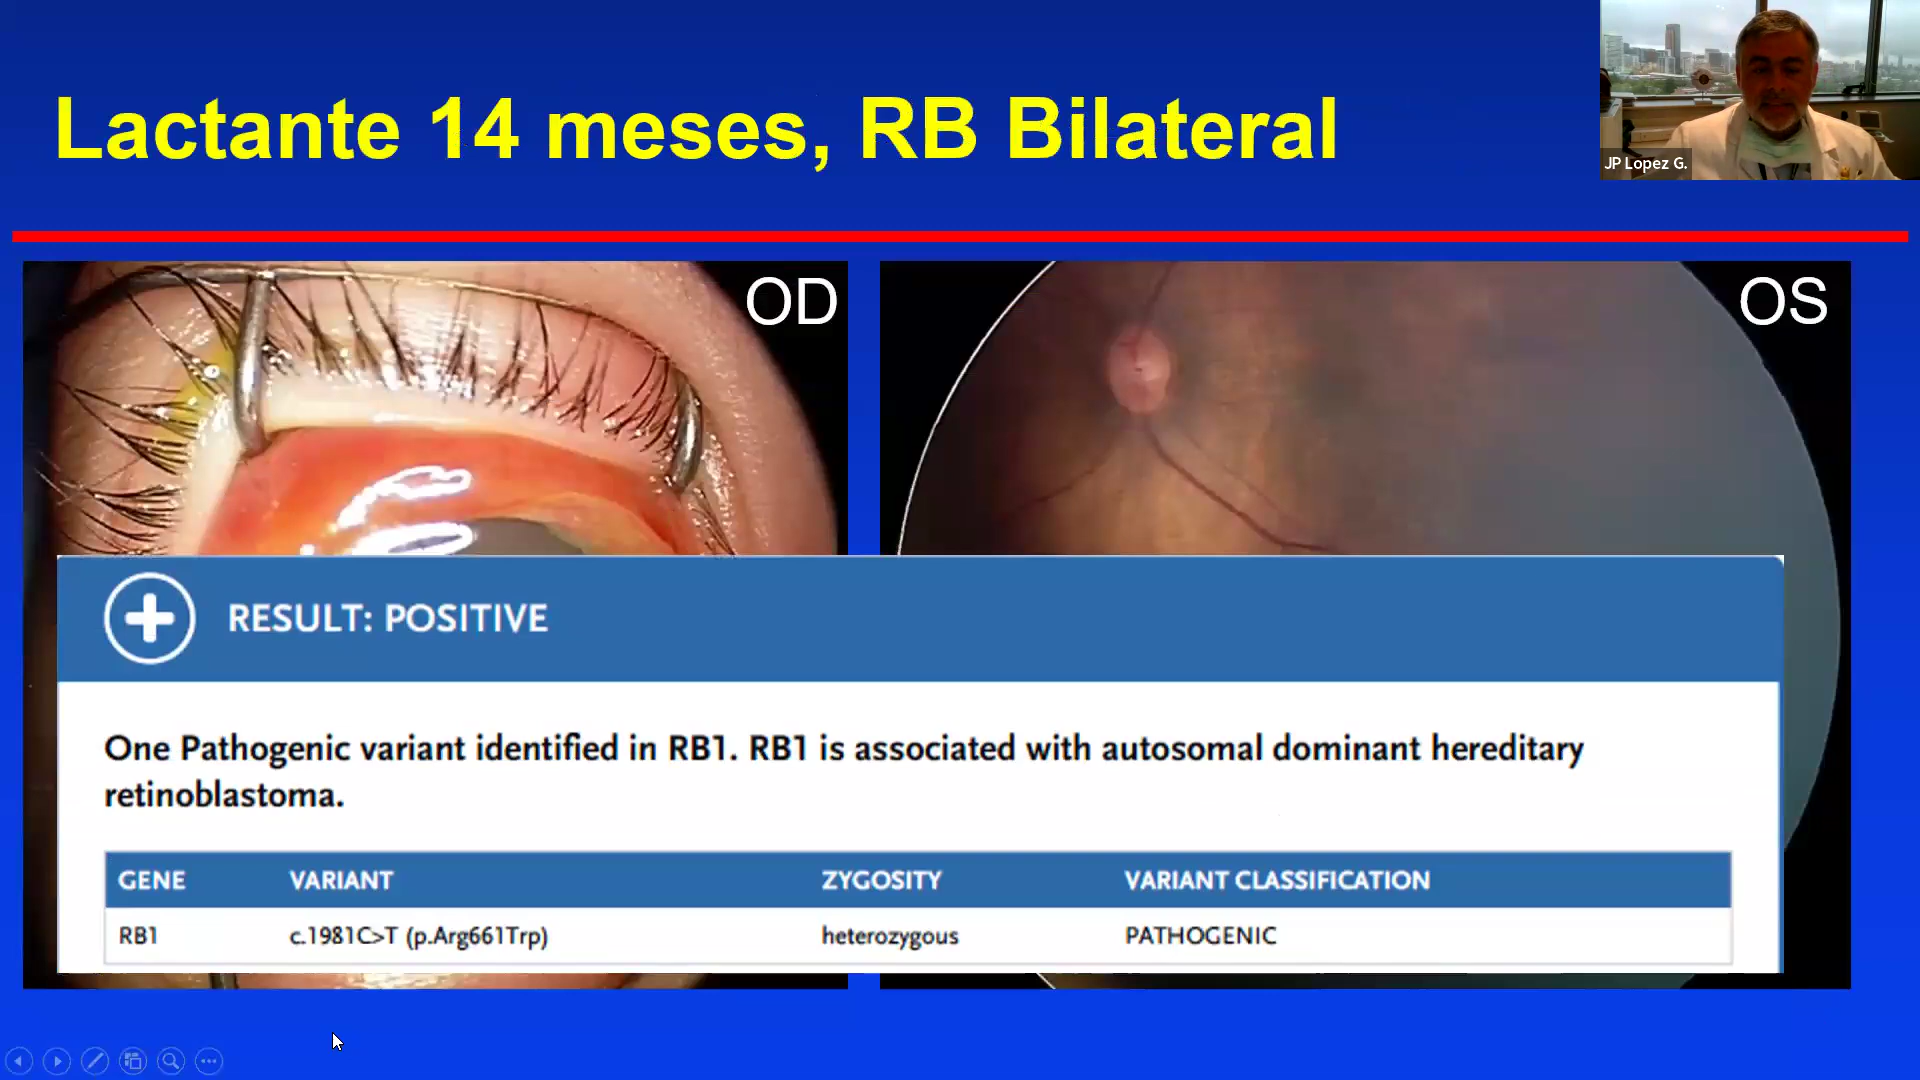 Lactante 14 meses, RB Bilateral
JP Lopez G.
OD
OS
RESULT: POSITIVE
One Pathogenic variant identified in RB1. RB1 is associated with autosomal dominant hereditary
retinoblastoma.
GENE VARIANT ZYGOSITY VARIANT CLASSIFICATION
RB1 c.1981C>T (p.Arg661Trp) heterozygous PATHOGENIC